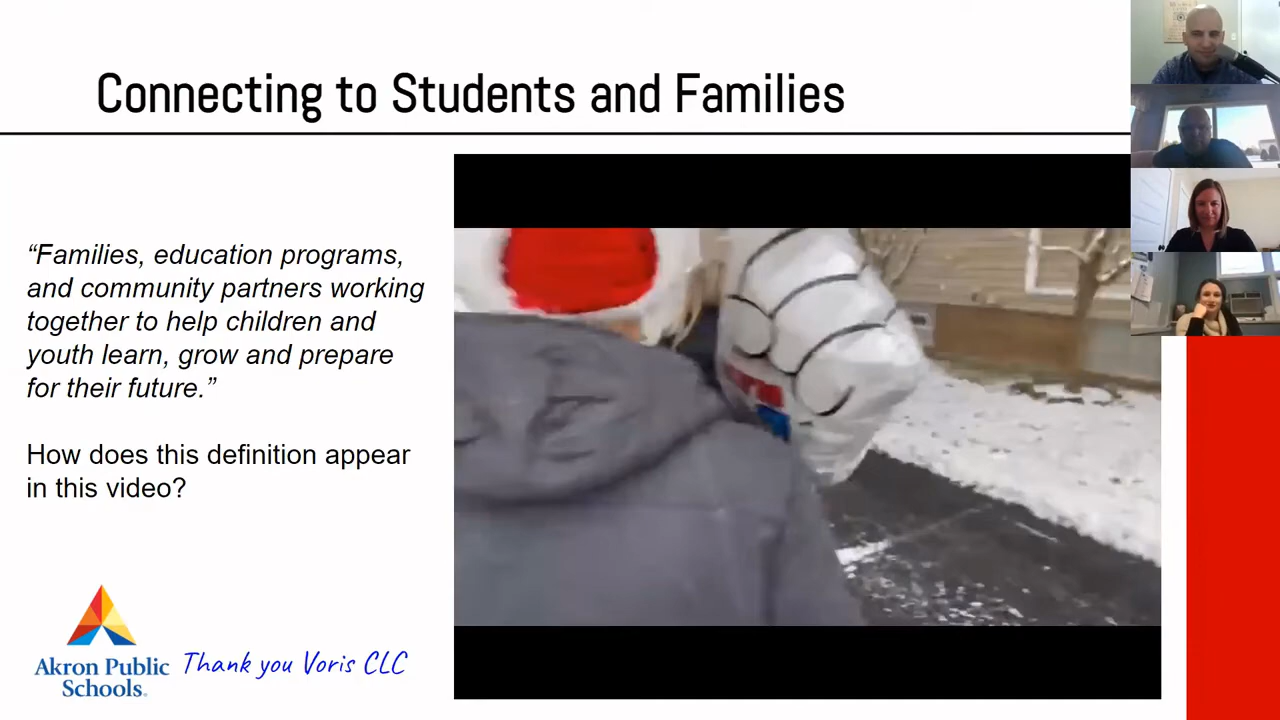 Connecting to Students and Families
“Families, education programs,
and community partners working
together to help children and
youth learn, grow and prepare
for their future.”
How does this definition appear
in this video?
Akron Public
Schools®
Thank you Voris CLC